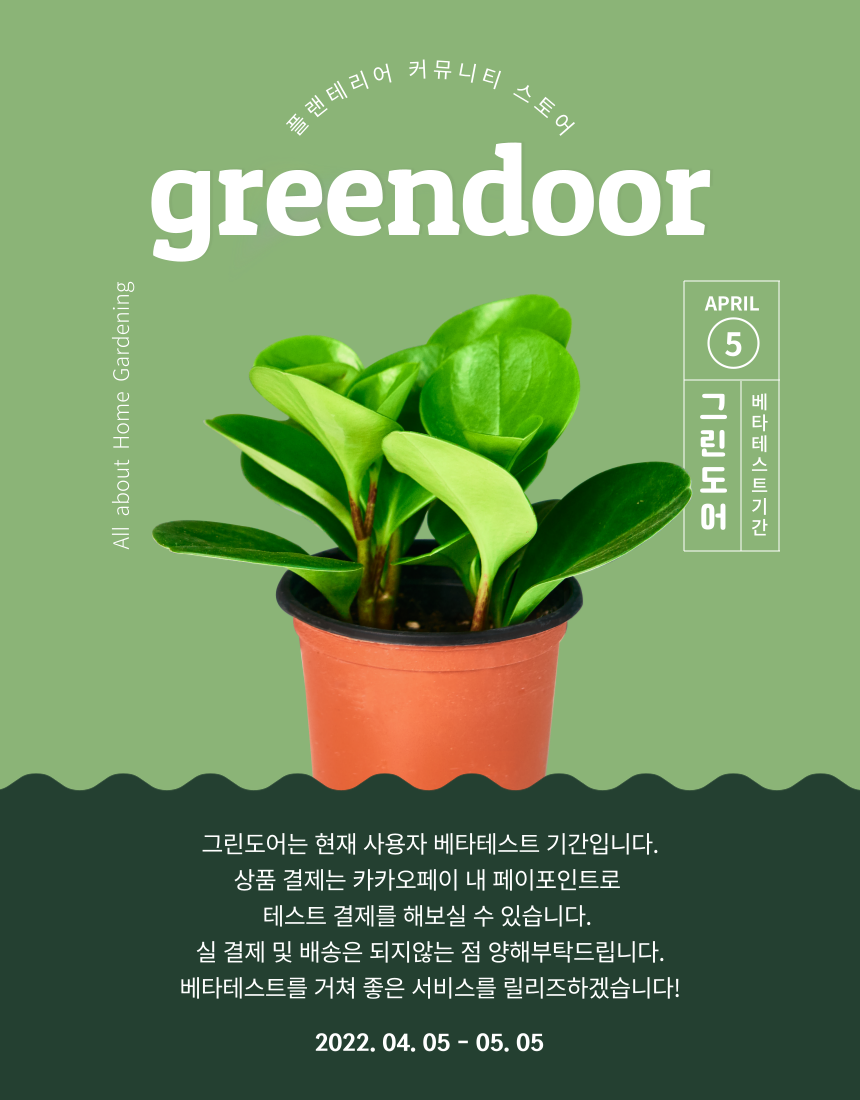 플랜테리어 커뮤니티 스토어
greendoor
All about Home Gardening
APRIL
5
그린도어
베타테스트기간
그린도어는 현재 사용자 베타테스트 기간입니다.
상품 결제는 카카오페이 내 페이포인트로
테스트 결제를 해보실 수 있습니다.
실 결제 및 배송은 되지않는 점 양해부탁드립니다.
베타테스트를 거쳐 좋은 서비스를 릴리즈하겠습니다!
2022. 04. 05 - 05. 05